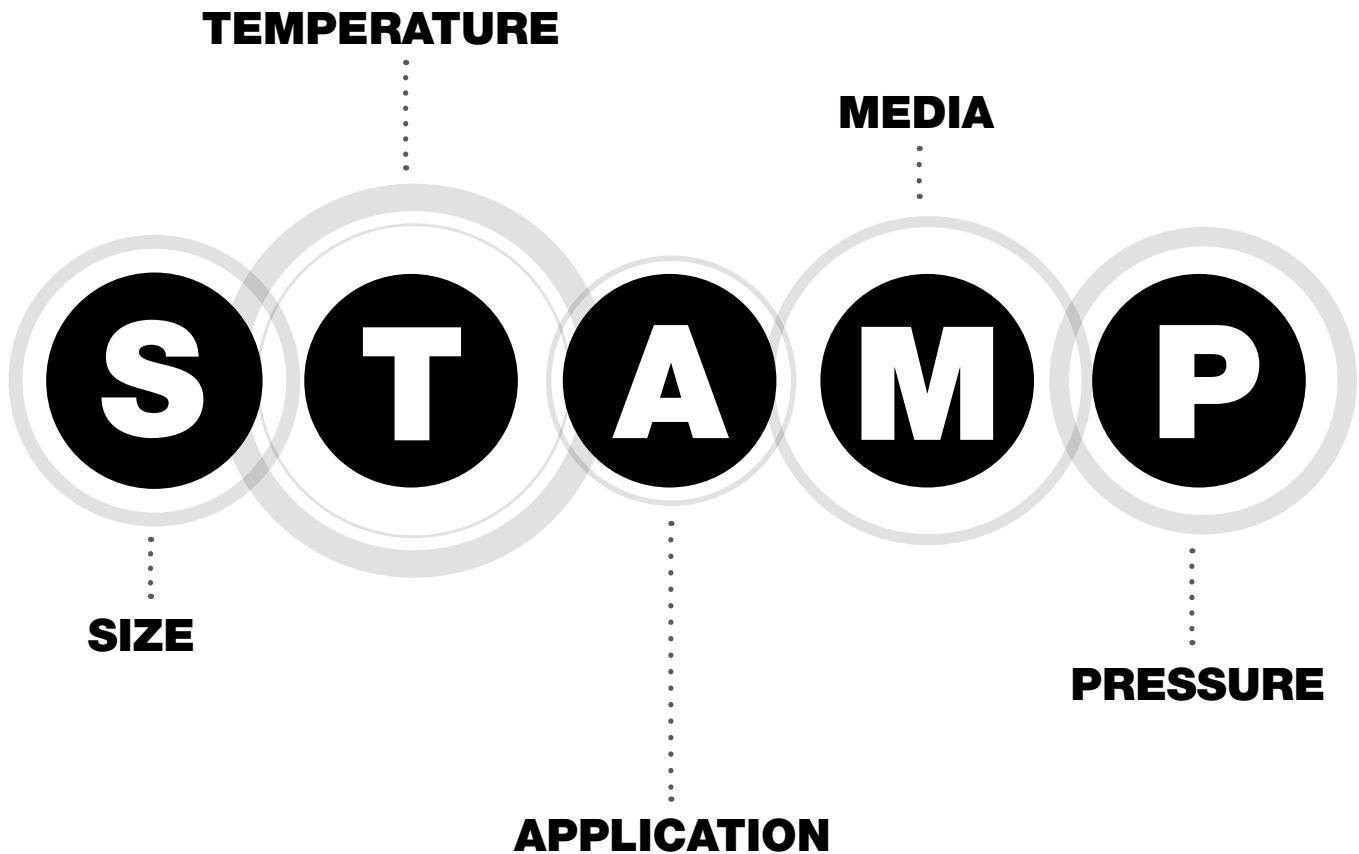 TEMPERATURE
MEDIA
S T A M P
SIZE
PRESSURE
APPLICATION